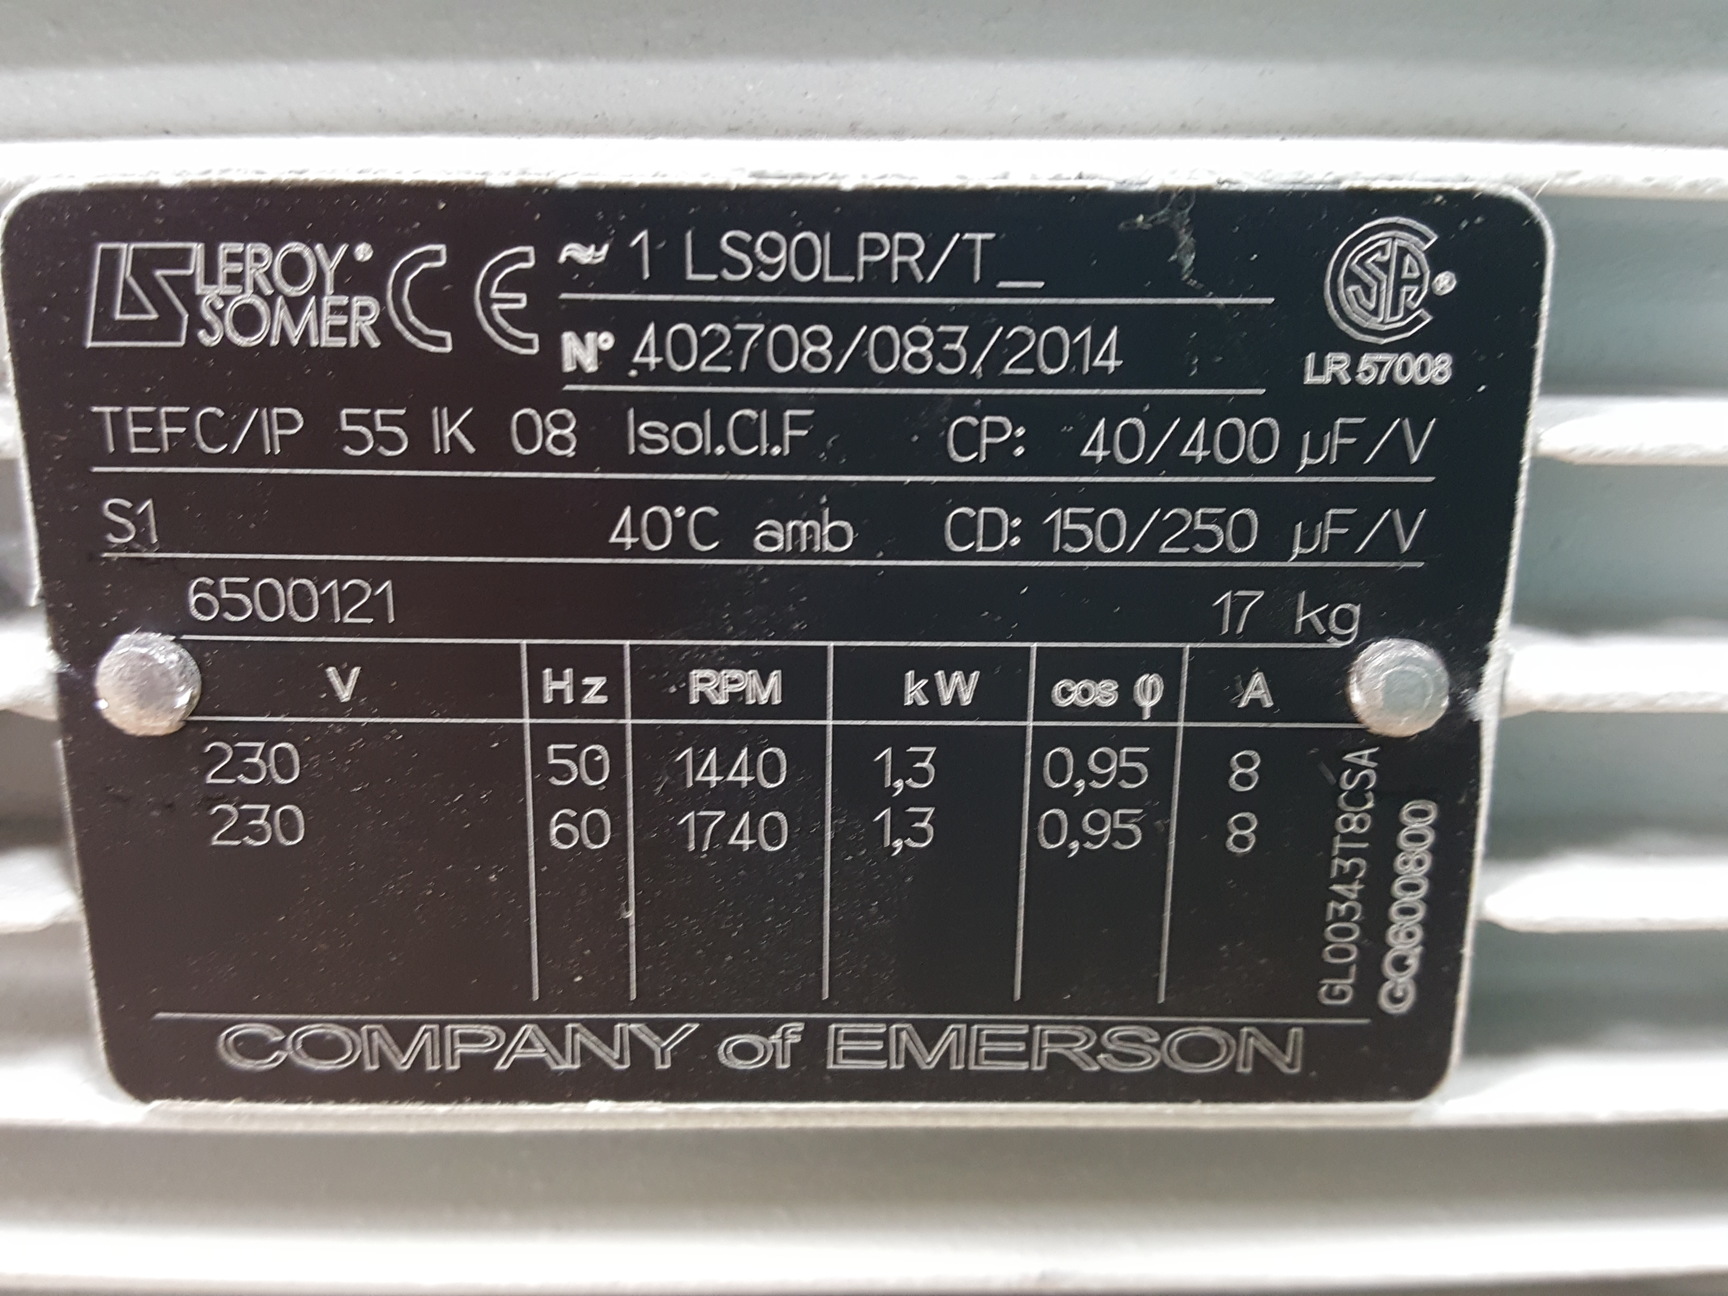 LEROY® SOMER CE ≈ 1 LS90LPR/T_
N° 402708/083/2014
SA®
LR 57008
TEFC/IP 55 IK 08 Isol.Cl.F CP: 40/400 µF/V
S1 40°C amb CD: 150/250 µF/V
6500121 17 kg
V Hz RPM kW cos φ A
230 50 1440 1,3 0,95 8
230 60 1740 1,3 0,95 8
GL00343T8CSA
GQ600800
COMPANY of EMERSON